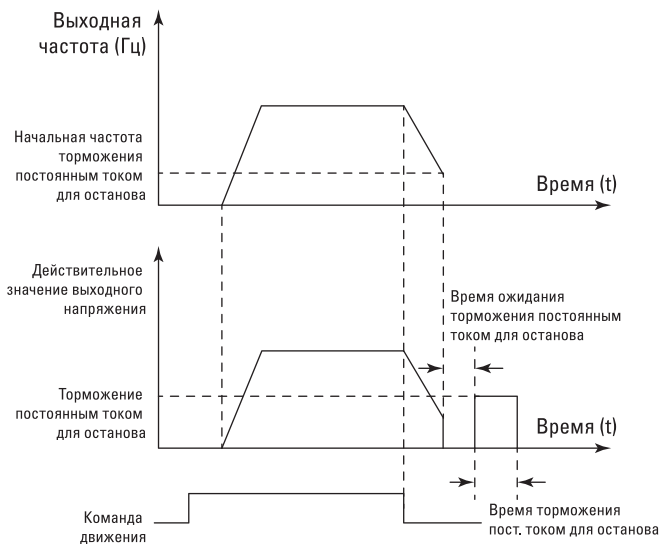 Выходная
частота (Гц)
Начальная частота
торможения
постоянным током
для останова
Время (t)
Действительное
значение выходного
напряжения
Время ожидания
торможения постоянным
током для останова
Торможение
постоянным током
для останова
Время (t)
Команда
движения
Время торможения
пост. током для останова